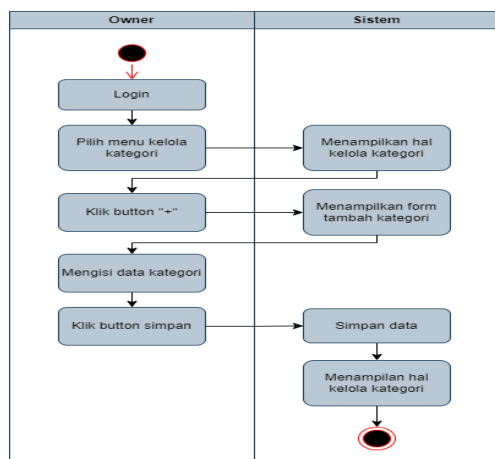 Owner
Sistem
Login
Pilih menu kelola
kategori
Menampilkan hal
kelola kategori
Klik button "+"
Menampilkan form
tambah kategori
Mengisi data kategori
Klik button simpan
Simpan data
Menampilan hal
kelola kategori